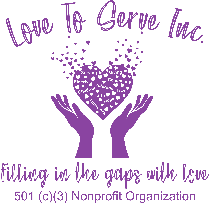 Love To Serve Inc.
Filling in the gaps with love
501 (c)(3) Nonprofit Organization